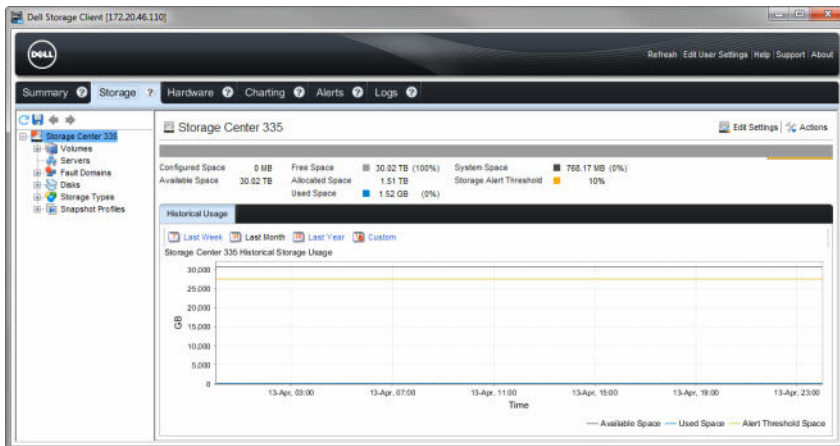 Dell Storage Client [172.20.46.110]
DELL
Refresh Edit User Settings Help Support About
Summary ? Storage ? Hardware ? Charting ? Alerts ? Logs ?
Storage Center 335
Volumes
Servers
Fault Domains
Disks
Storage Types
Snapshot Profiles
Storage Center 335
Edit Settings Actions
Configured Space 0 MB Free Space 30.02 TB (100%) System Space 768.17 MB (0%)
Available Space 30.02 TB Allocated Space 1.51 TB Storage Alert Threshold 10%
Used Space 1.52 GB (0%)
Historical Usage
Last Week Last Month Last Year Custom
Storage Center 335 Historical Storage Usage
30,000
25,000
20,000
15,000
10,000
5,000
0
GB
13-Apr, 03:00 13-Apr, 07:00 13-Apr, 11:00 13-Apr, 15:00 13-Apr, 19:00 13-Apr, 23:00
Time
Available Space Used Space Alert Threshold Space